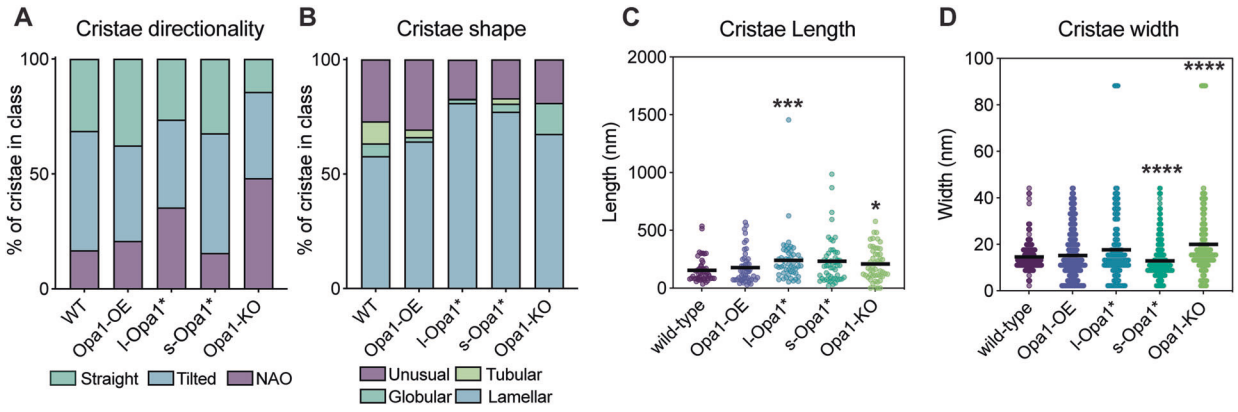 A
Cristae directionality
% of cristae in class
100
50
0
WT
Opa1-OE
l-Opa1*
s-Opa1*
Opa1-KO
Straight
Tilted
NAO
B
Cristae shape
% of cristae in class
100
50
0
WT
Opa1-OE
l-Opa1*
s-Opa1*
Opa1-KO
Unusual
Tubular
Globular
Lamellar
C
Cristae Length
Length (nm)
2000
1500
1000
500
0
***
*
wild-type
Opa1-OE
l-Opa1*
s-Opa1*
Opa1-KO
D
Cristae width
Width (nm)
100
80
60
40
20
0
****
****
wild-type
Opa1-OE
l-Opa1*
s-Opa1*
Opa1-KO